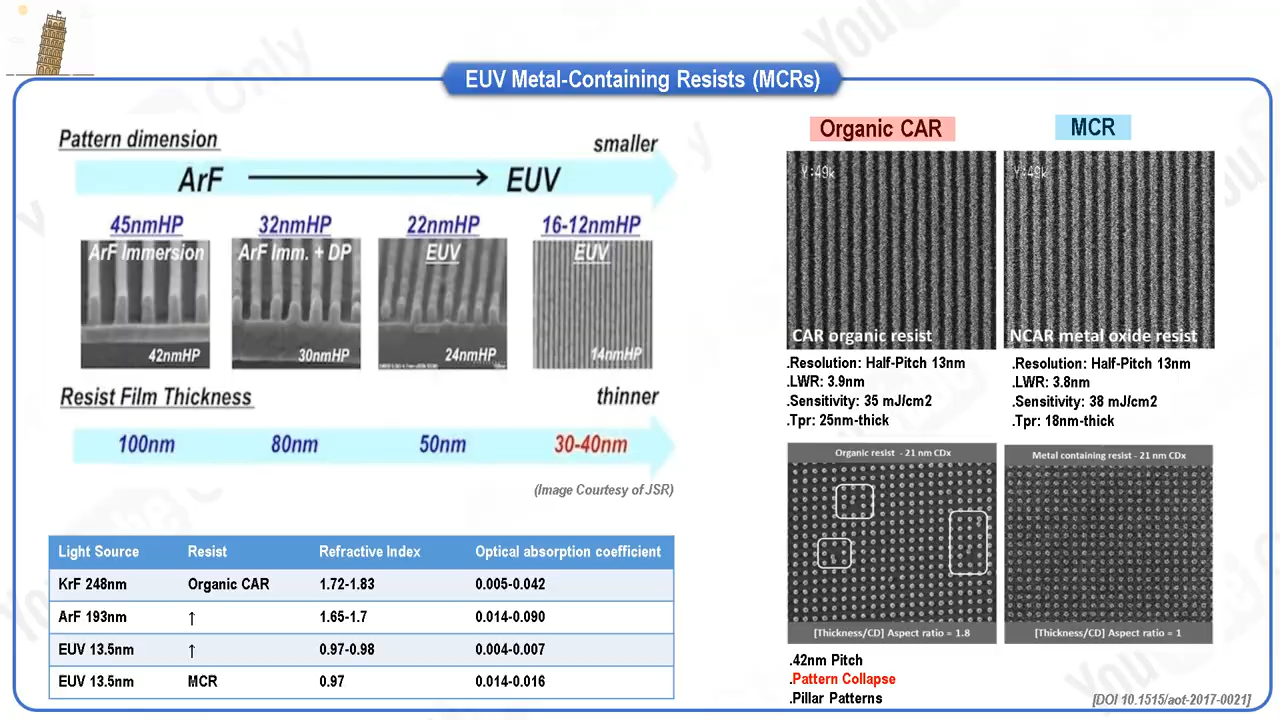 EUV Metal-Containing Resists (MCRs)
Pattern dimension
smaller
ArF
EUV
45nmHP
32nmHP
22nmHP
16-12nmHP
ArF Immersion
ArF Imm. + DP
EUV
EUV
42nmHP
30nmHP
24nmHP
14nmHP
Resist Film Thickness
thinner
100nm
80nm
50nm
30-40nm
(Image Courtesy of JSR)
Light Source Resist Refractive Index Optical absorption coefficient
KrF 248nm Organic CAR 1.72-1.83 0.005-0.042
ArF 193nm ↑ 1.65-1.7 0.014-0.090
EUV 13.5nm ↑ 0.97-0.98 0.004-0.007
EUV 13.5nm MCR 0.97 0.014-0.016
Organic CAR
Y:49k
CAR organic resist
.Resolution: Half-Pitch 13nm
.LWR: 3.9nm
.Sensitivity: 35 mJ/cm2
.Tpr: 25nm-thick
MCR
Y:49k
NCAR metal oxide resist
.Resolution: Half-Pitch 13nm
.LWR: 3.8nm
.Sensitivity: 38 mJ/cm2
.Tpr: 18nm-thick
Organic resist - 21 nm CDx
[Thickness/CD] Aspect ratio = 1.8
Metal containing resist - 21 nm CDx
[Thickness/CD] Aspect ratio = 1
.42nm Pitch
.Pattern Collapse
.Pillar Patterns
[DOI 10.1515/aot-2017-0021]